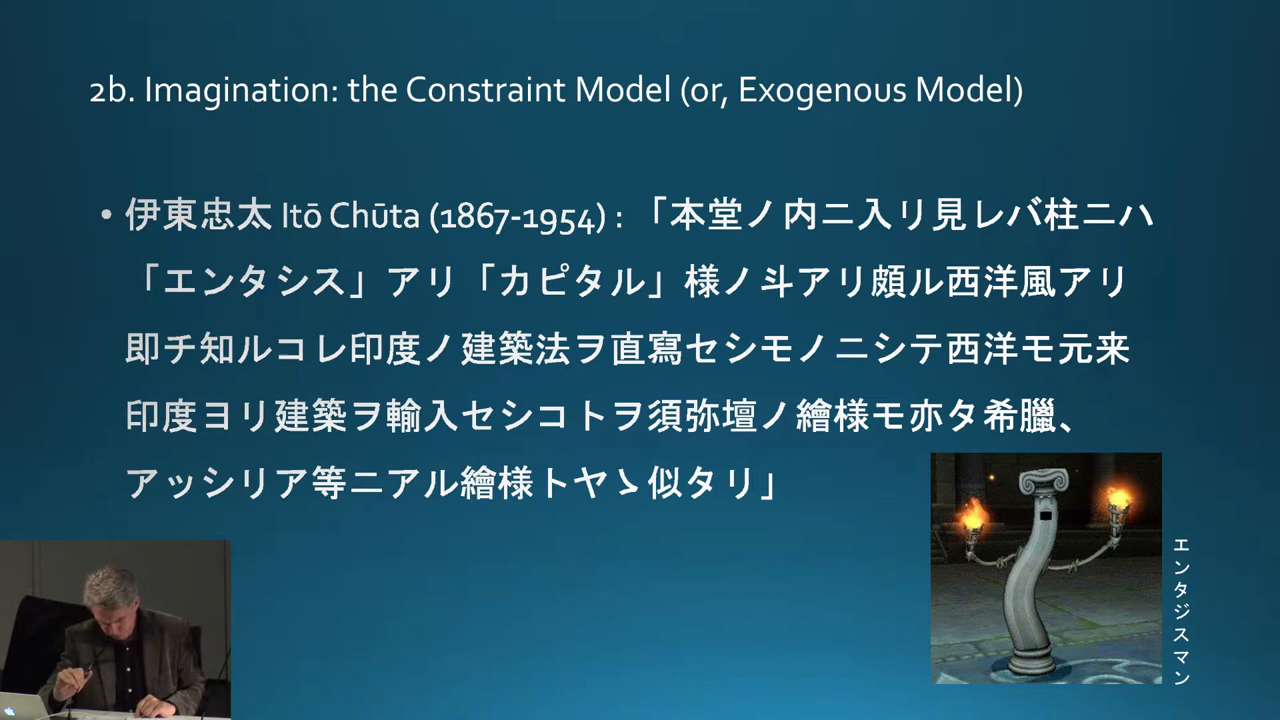 2b. Imagination: the Constraint Model (or, Exogenous Model)
• 伊東忠太 Itō Chūta (1867-1954) : 「本堂ノ内ニ入リ見レバ柱ニハ
「エンタシス」アリ「カピタル」様ノ斗アリ頗ル西洋風アリ
即チ知ルコレ印度ノ建築法ヲ直寫セシモノニシテ西洋モ元来
印度ヨリ建築ヲ輸入セシコトヲ須弥壇ノ繪様モ亦タ希臘、
アッシリア等ニアル繪様トヤゝ似タリ」
エンタジスマン